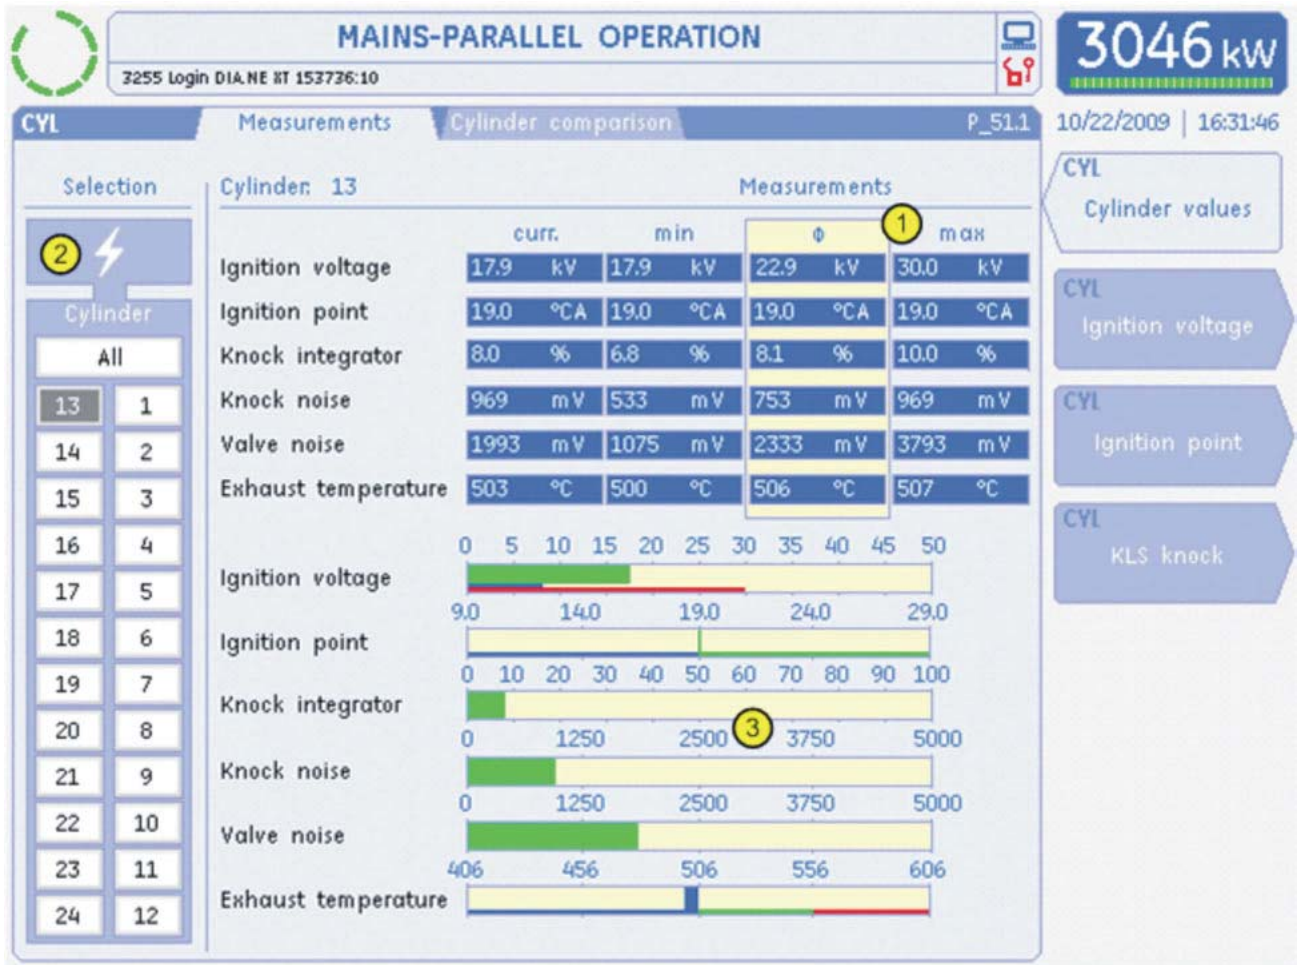 MAINS-PARALLEL OPERATION
3255 Login DIA.NE XT 153736:10
3046 kW
CYL Measurements Cylinder comparison P_51.1
10/22/2009 | 16:31:46
Selection
Cylinder: 13 Measurements
CYL
Cylinder values
2
1
curr. min Φ max
Ignition voltage 17.9 kV 17.9 kV 22.9 kV 30.0 kV
Ignition point 19.0 °CA 19.0 °CA 19.0 °CA 19.0 °CA
Knock integrator 8.0 % 6.8 % 8.1 % 10.0 %
Knock noise 969 mV 533 mV 753 mV 969 mV
Valve noise 1993 mV 1075 mV 2333 mV 3793 mV
Exhaust temperature 503 °C 500 °C 506 °C 507 °C
CYL
Ignition voltage
CYL
Ignition point
CYL
KLS knock
Cylinder
All
13 1
14 2
15 3
16 4
17 5
18 6
19 7
20 8
21 9
22 10
23 11
24 12
0 5 10 15 20 25 30 35 40 45 50
Ignition voltage
9.0 14.0 19.0 24.0 29.0
Ignition point
0 10 20 30 40 50 60 70 80 90 100
Knock integrator
3
0 1250 2500 3750 5000
Knock noise
0 1250 2500 3750 5000
Valve noise
406 456 506 556 606
Exhaust temperature